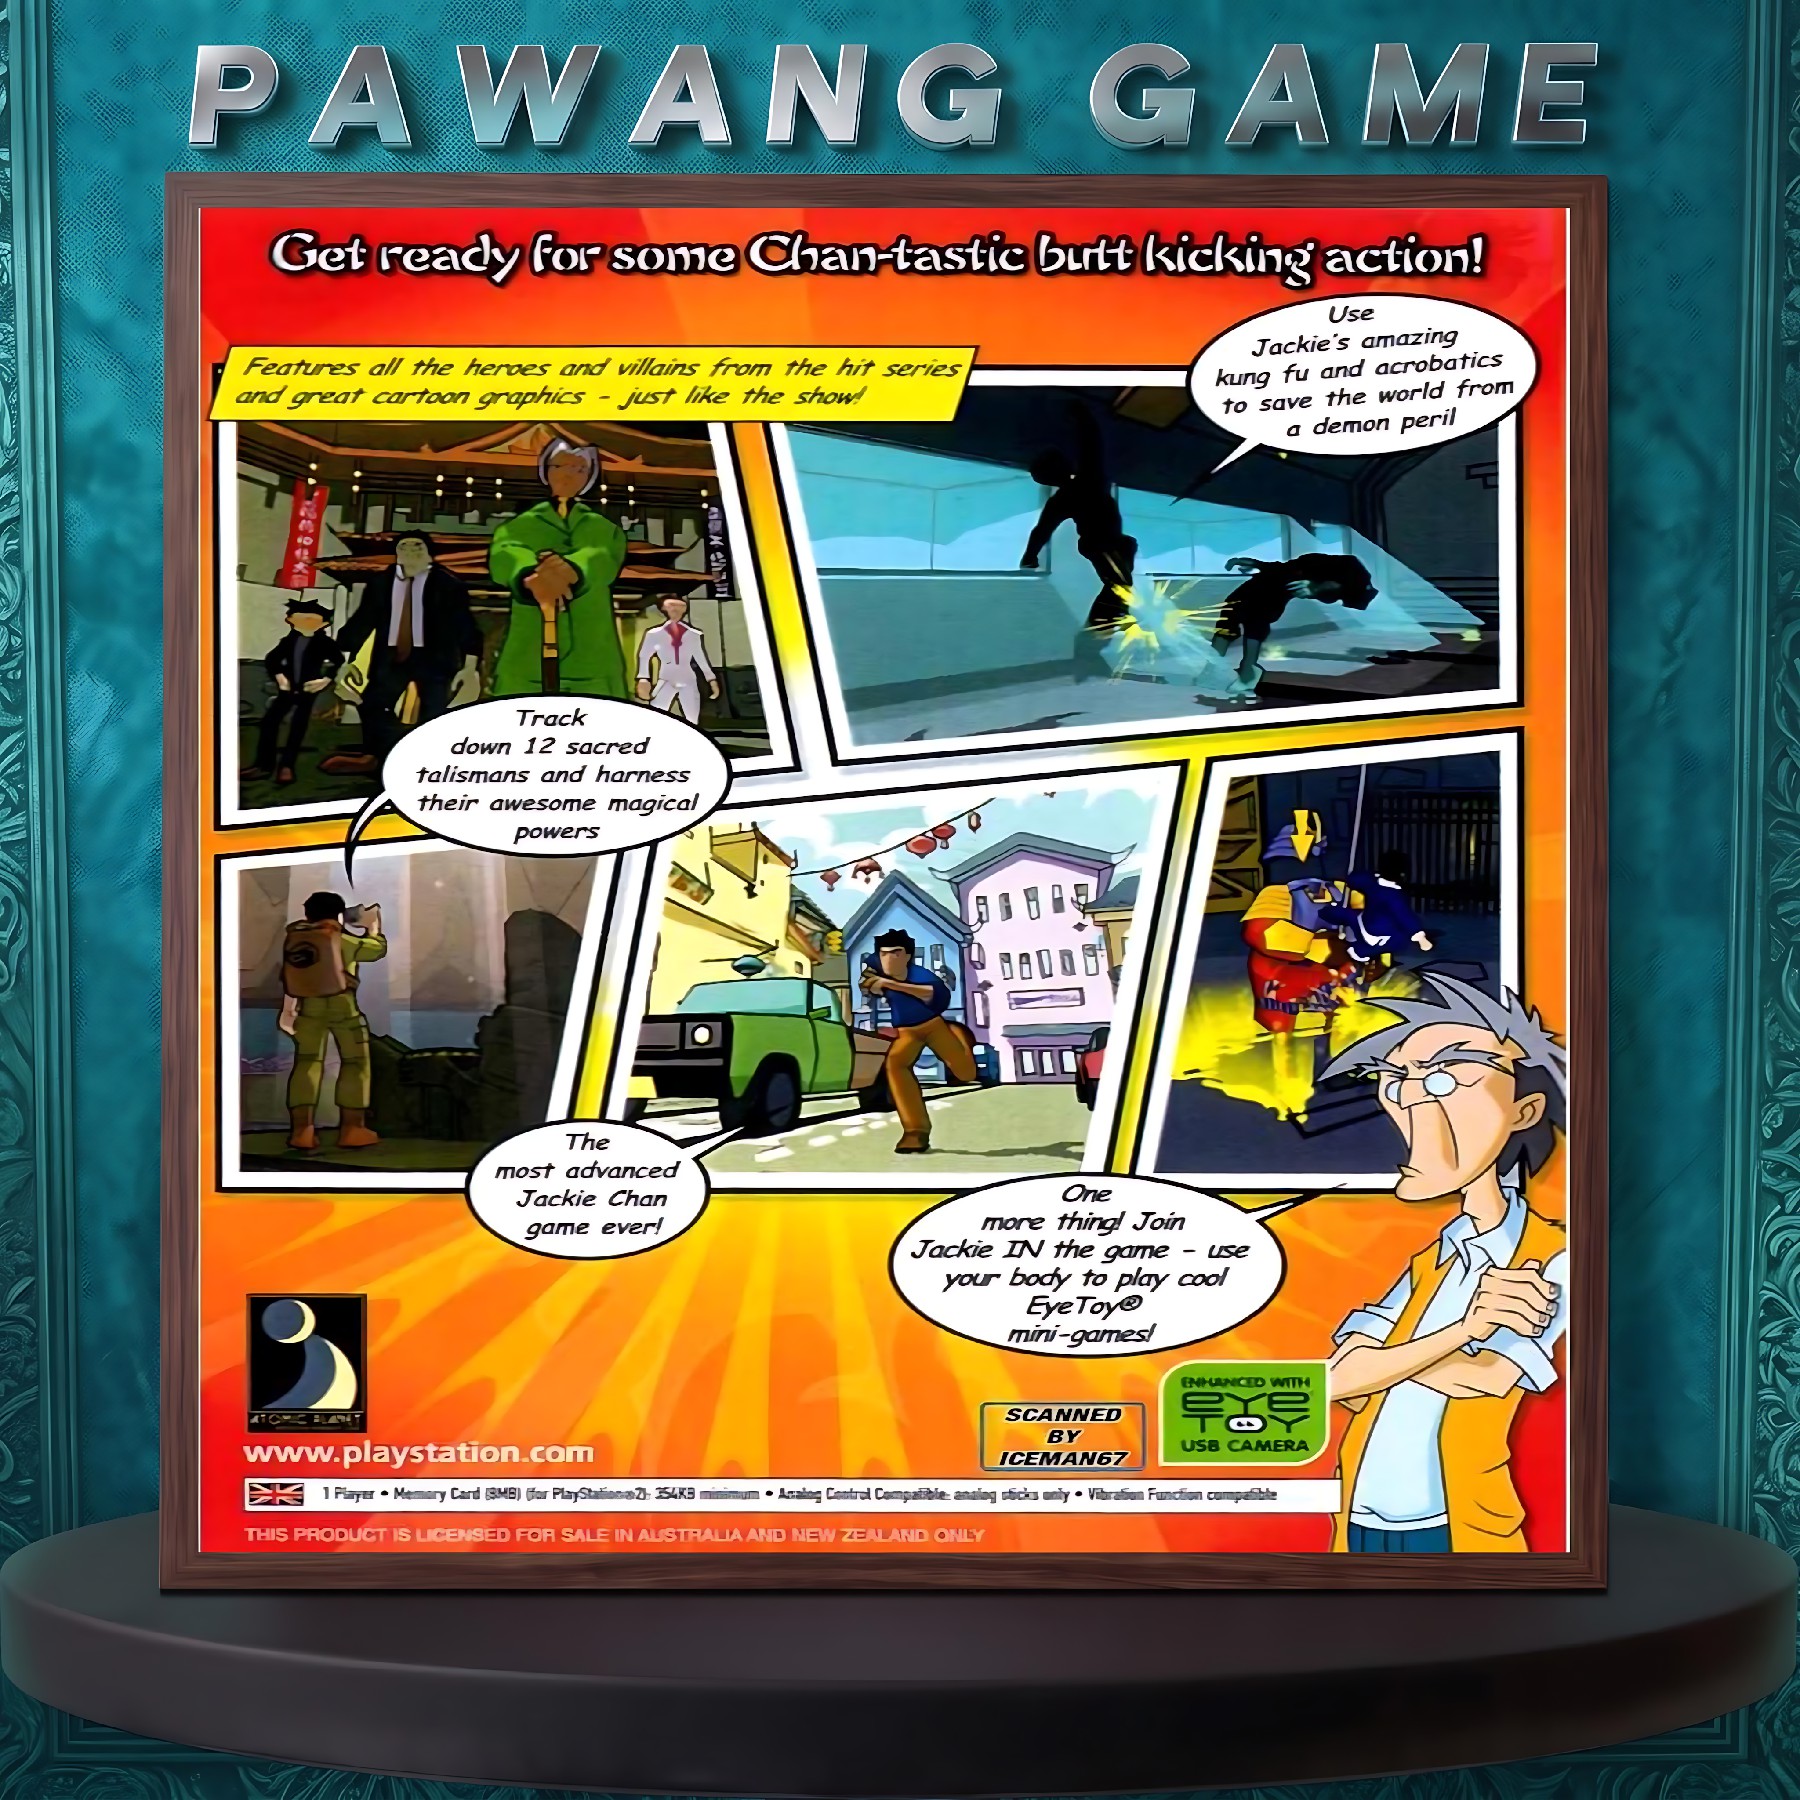 PAWANG GAME
Get ready for some Chan-tastic butt kicking action!
Use
Jackie's amazing
kung fu and acrobatics
to save the world from
a demon peril
Features all the heroes and villains from the hit series
and great cartoon graphics - just like the show!
Track
down 12 sacred
talismans and harness
their awesome magical
powers
The
most advanced
Jackie Chan
game ever!
One
more thing! Join
Jackie IN the game - use
your body to play cool
EyeToy®
mini-games!
ATOMIC PLANET
ENHANCED WITH
EYE
TOY
USB CAMERA
SCANNED
BY
ICEMAN67
www.playstation.com
1 Player • Memory Card (8MB) (for PlayStation®2): 354KB minimum • Analog Control Compatible: analog sticks only • Vibration Function compatible
THIS PRODUCT IS LICENSED FOR SALE IN AUSTRALIA AND NEW ZEALAND ONLY